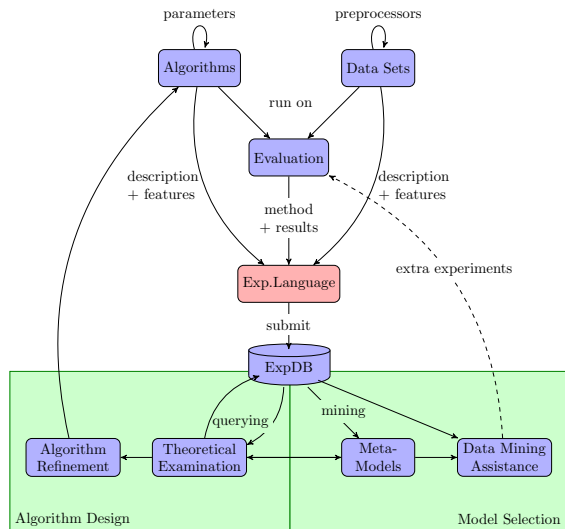 parameters
preprocessors
Algorithms
Data Sets
run on
Evaluation
description
+ features
description
+ features
method
+ results
extra experiments
Exp.Language
submit
ExpDB
querying
mining
Algorithm
Refinement
Theoretical
Examination
Meta-
Models
Data Mining
Assistance
Algorithm Design
Model Selection